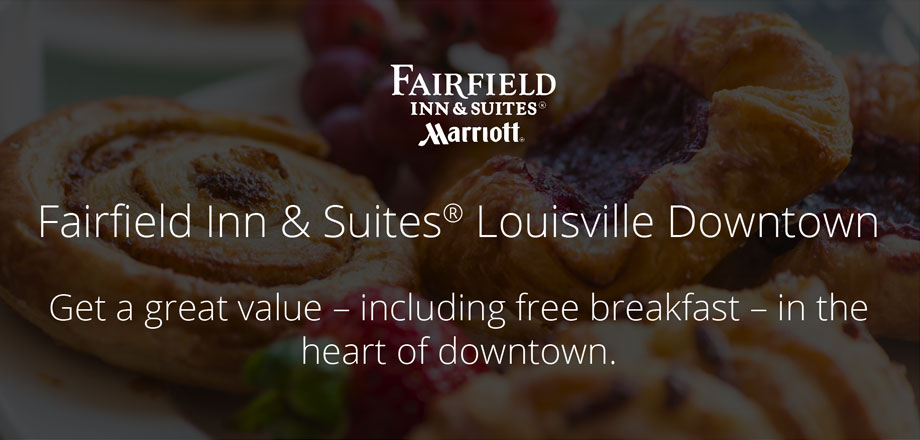 FAIRFIELD
INN & SUITES®
Marriott®
Fairfield Inn & Suites® Louisville Downtown
Get a great value – including free breakfast – in the
heart of downtown.